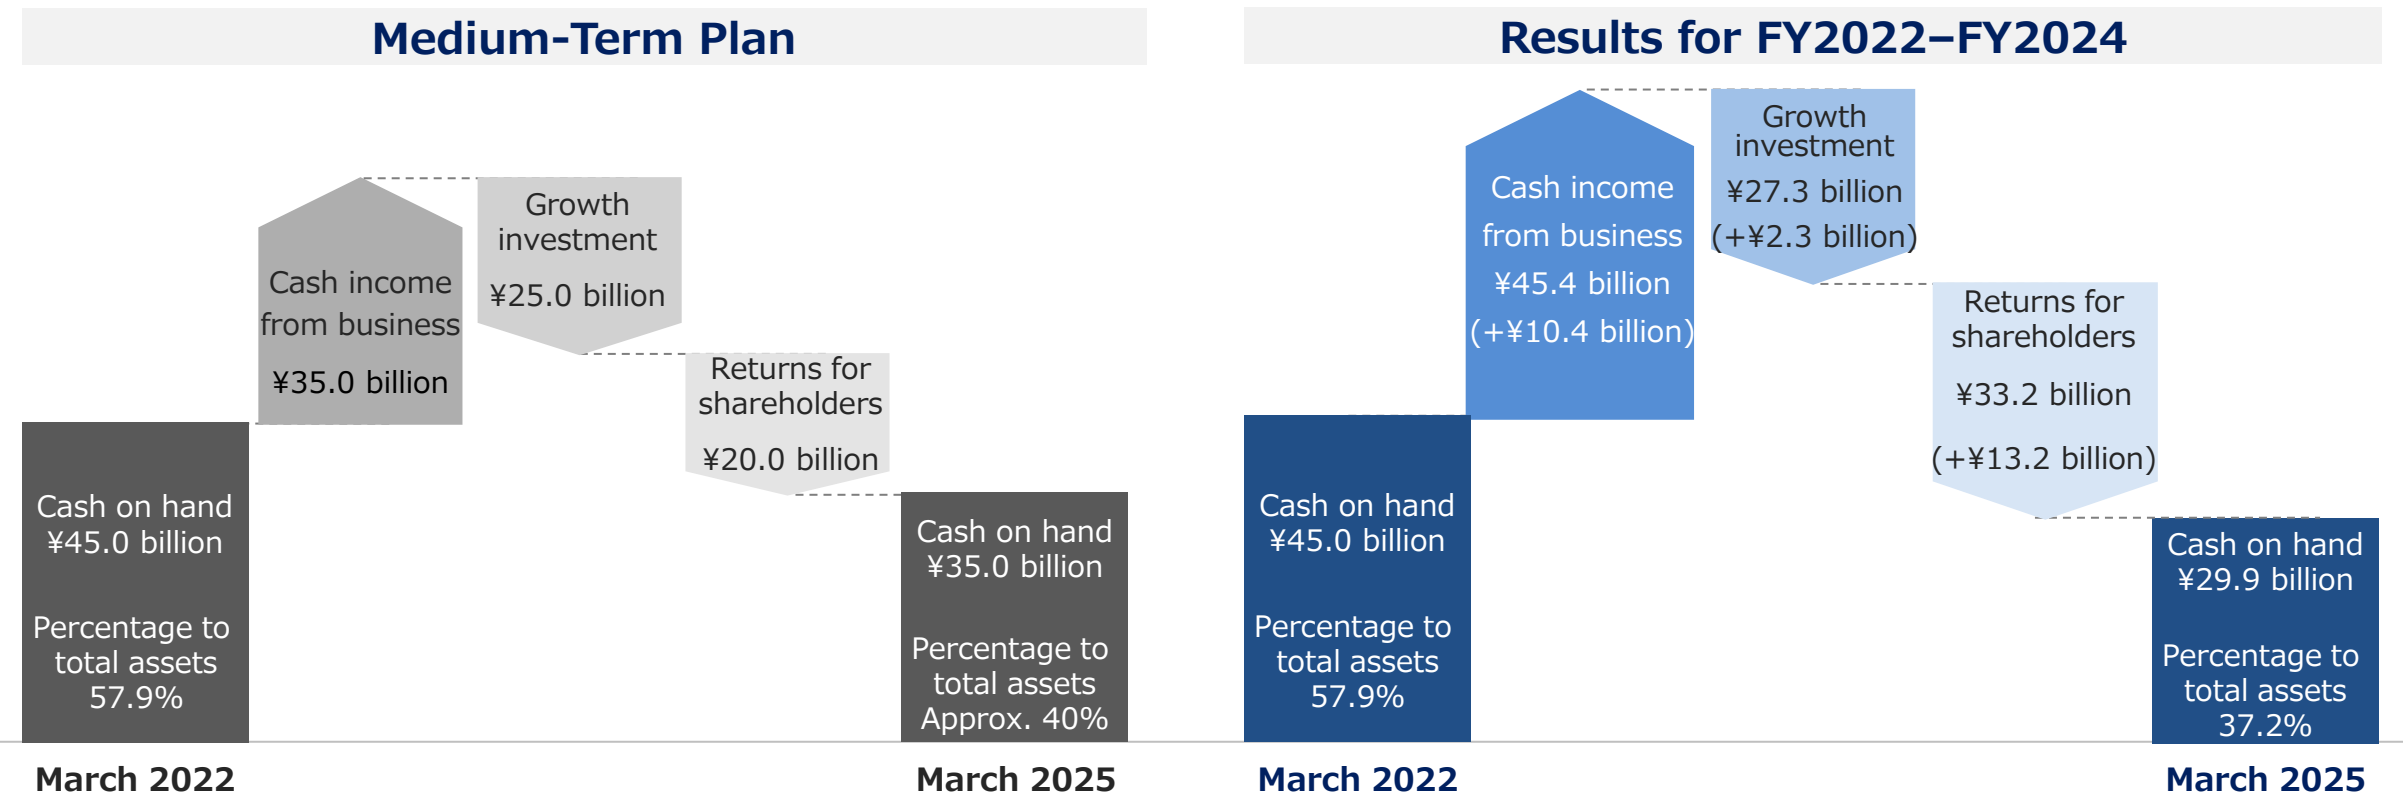 Medium-Term Plan
Cash on hand
¥45.0 billion
Percentage to
total assets
57.9%
March 2022
Cash income
from business
¥35.0 billion
Growth
investment
¥25.0 billion
Returns for
shareholders
¥20.0 billion
Cash on hand
¥35.0 billion
Percentage to
total assets
Approx. 40%
March 2025
Results for FY2022–FY2024
Cash on hand
¥45.0 billion
Percentage to
total assets
57.9%
March 2022
Cash income
from business
¥45.4 billion
(+¥10.4 billion)
Growth
investment
¥27.3 billion
(+¥2.3 billion)
Returns for
shareholders
¥33.2 billion
(+¥13.2 billion)
Cash on hand
¥29.9 billion
Percentage to
total assets
37.2%
March 2025